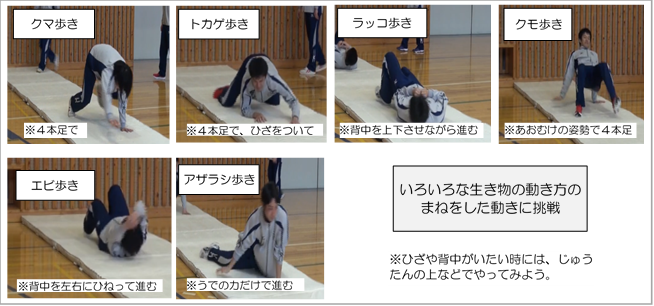 クマ歩き
トカゲ歩き
ラッコ歩き
クモ歩き
※４本足で
※４本足で、ひざをついて
※背中を上下させながら進む
※あおむけの姿勢で４本足
エビ歩き
アザラシ歩き
※背中を左右にひねって進む
※うでの力だけで進む
いろいろな生き物の動き方の
まねをした動きに挑戦
※ひざや背中がいたい時には、じゅう
たんの上などでやってみよう。